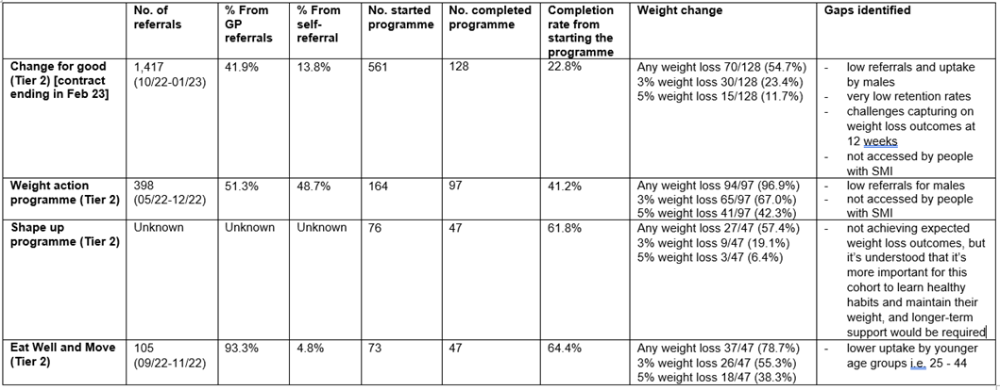 No. of referrals
% From GP referrals
% From self-referral
No. started programme
No. completed programme
Completion rate from starting the programme
Weight change
Gaps identified
Change for good (Tier 2) [contract ending in Feb 23]
1,417
(10/22-01/23)
41.9%
13.8%
561
128
22.8%
Any weight loss 70/128 (54.7%)
3% weight loss 30/128 (23.4%)
5% weight loss 15/128 (11.7%)
- low referrals and uptake
by males
- very low retention rates
- challenges capturing on
weight loss outcomes at
12 weeks
- not accessed by people
with SMI
Weight action
programme (Tier 2)
398
(05/22-12/22)
51.3%
48.7%
164
97
41.2%
Any weight loss 94/97 (96.9%)
3% weight loss 65/97 (67.0%)
5% weight loss 41/97 (42.3%)
- low referrals for males
- not accessed by people
with SMI
Shape up
programme (Tier 2)
Unknown
Unknown
Unknown
76
47
61.8%
Any weight loss 27/47 (57.4%)
3% weight loss 9/47 (19.1%)
5% weight loss 3/47 (6.4%)
- not achieving expected
weight loss outcomes, but
it's understood that it's
more important for this
cohort to learn healthy
habits and maintain their
weight, and longer-term
support would be required
Eat Well and Move
(Tier 2)
105
(09/22-11/22)
93.3%
4.8%
73
47
64.4%
Any weight loss 37/47 (78.7%)
3% weight loss 26/47 (55.3%)
5% weight loss 18/47 (38.3%)
- lower uptake by younger
age groups i.e. 25 - 44